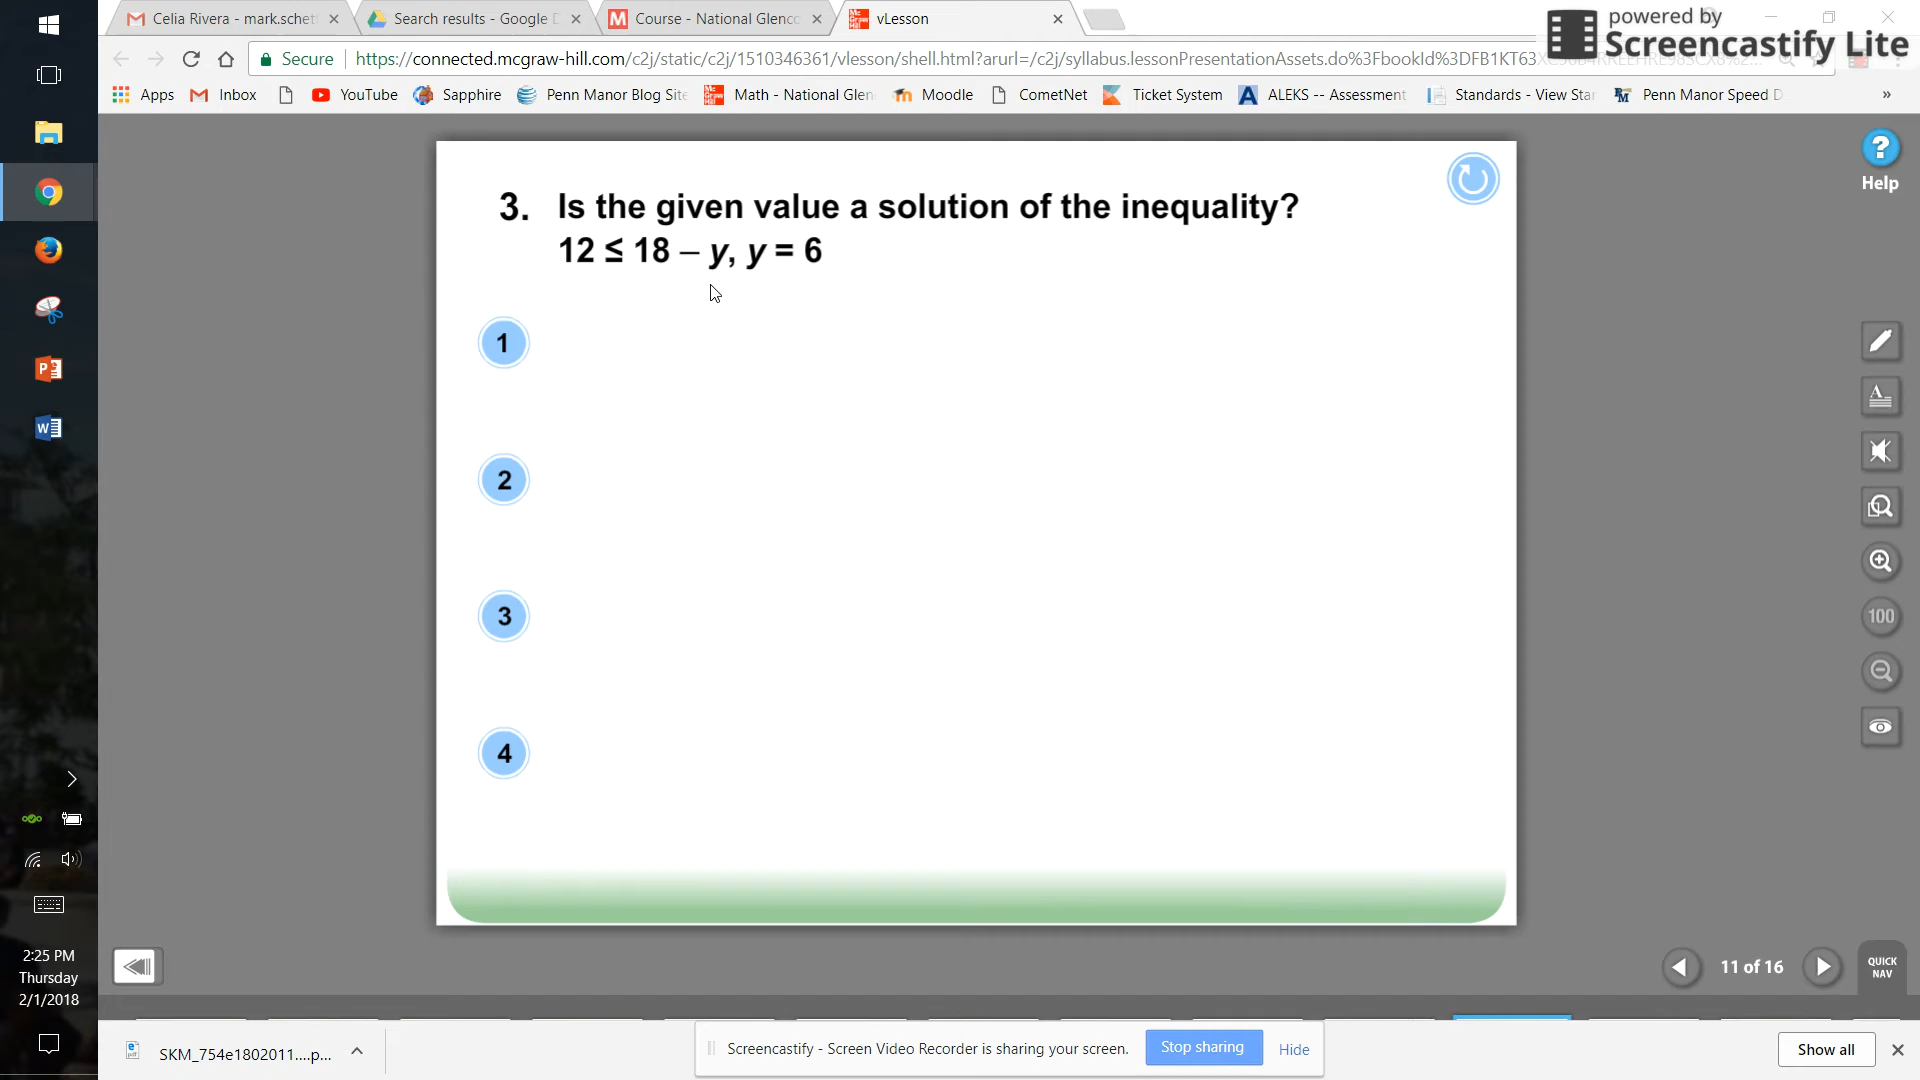 Celia Rivera - mark.schet
Search results - Google D
Course - National Glenco
vLesson
powered by
Screencastify Lite
Secure
https://connected.mcgraw-hill.com/c2j/static/c2j/1510346361/vlesson/shell.html?arurl=/c2j/syllabus.lessonPresentationAssets.do%3FbookId%3DFB1KT63
Apps
Inbox
YouTube
Sapphire
Penn Manor Blog Site
Math - National Glen
Moodle
CometNet
Ticket System
ALEKS -- Assessment
Standards - View Star
Penn Manor Speed D
»
Help
3. Is the given value a solution of the inequality?
12 ≤ 18 – y, y = 6
1
2
3
4
100
2:25 PM
Thursday
2/1/2018
11 of 16
QUICK
NAV
SKM_754e1802011....p...
Screencastify - Screen Video Recorder is sharing your screen.
Stop sharing
Hide
Show all